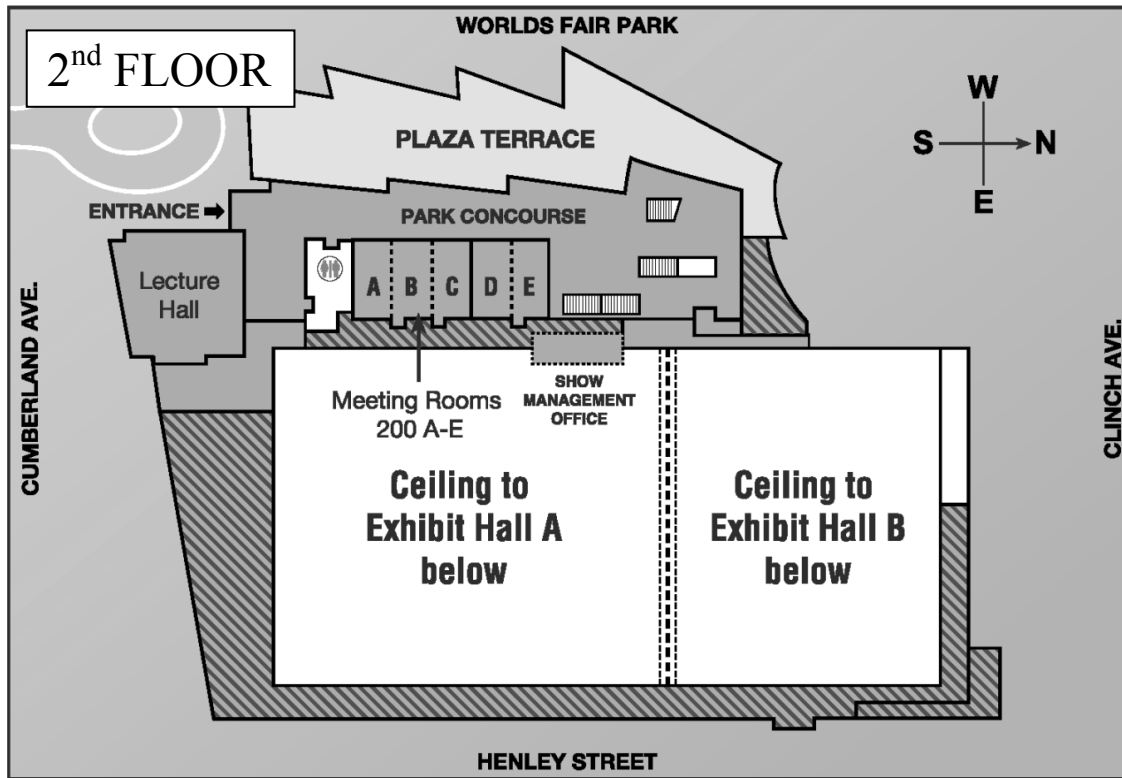 WORLDS FAIR PARK
2nd FLOOR
W
S N
E
PLAZA TERRACE
ENTRANCE
PARK CONCOURSE
Lecture
Hall
A B C D E
CUMBERLAND AVE.
CLINCH AVE.
Meeting Rooms
200 A-E
SHOW
MANAGEMENT
OFFICE
Ceiling to
Exhibit Hall A
below
Ceiling to
Exhibit Hall B
below
HENLEY STREET